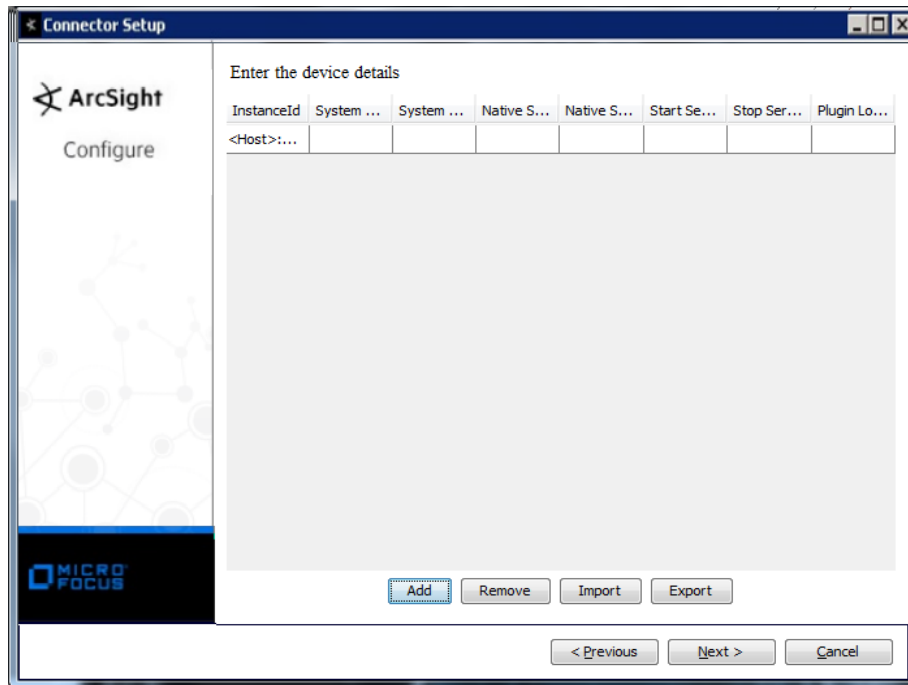 Connector Setup
ArcSight
Configure
Enter the device details
InstanceId System ... System ... Native S... Native S... Start Se... Stop Ser... Plugin Lo...
<Host>:...
MICRO
FOCUS
Add Remove Import Export
< Previous Next > Cancel